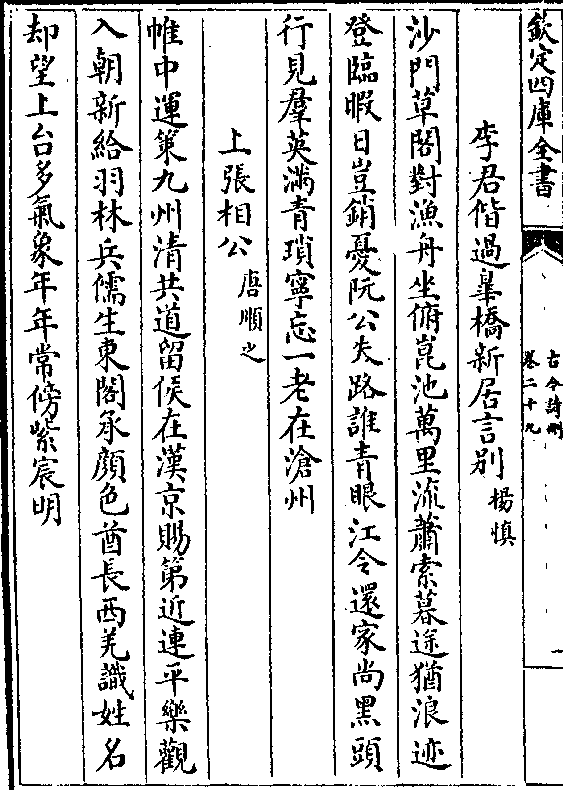 欽定四庫全書
古今詩刪
卷二十九
一
李君偕過皐橋新居言別 楊慎
沙門草閣對漁舟坐俯崑池萬里流蕭索暮途猶浪迹
登臨暇日豈銷憂阮公失路誰青眼江令還家尚黑頭
行見羣英滿青瑣寧忘一老在滄州
上張相公 唐順之
帷中運筴九州清共道留侯在漢京賜第近連平樂觀
入朝新給羽林兵儒生東閣承顏色酋長西羌識姓名
却望上台多氣象年年常傍紫宸明